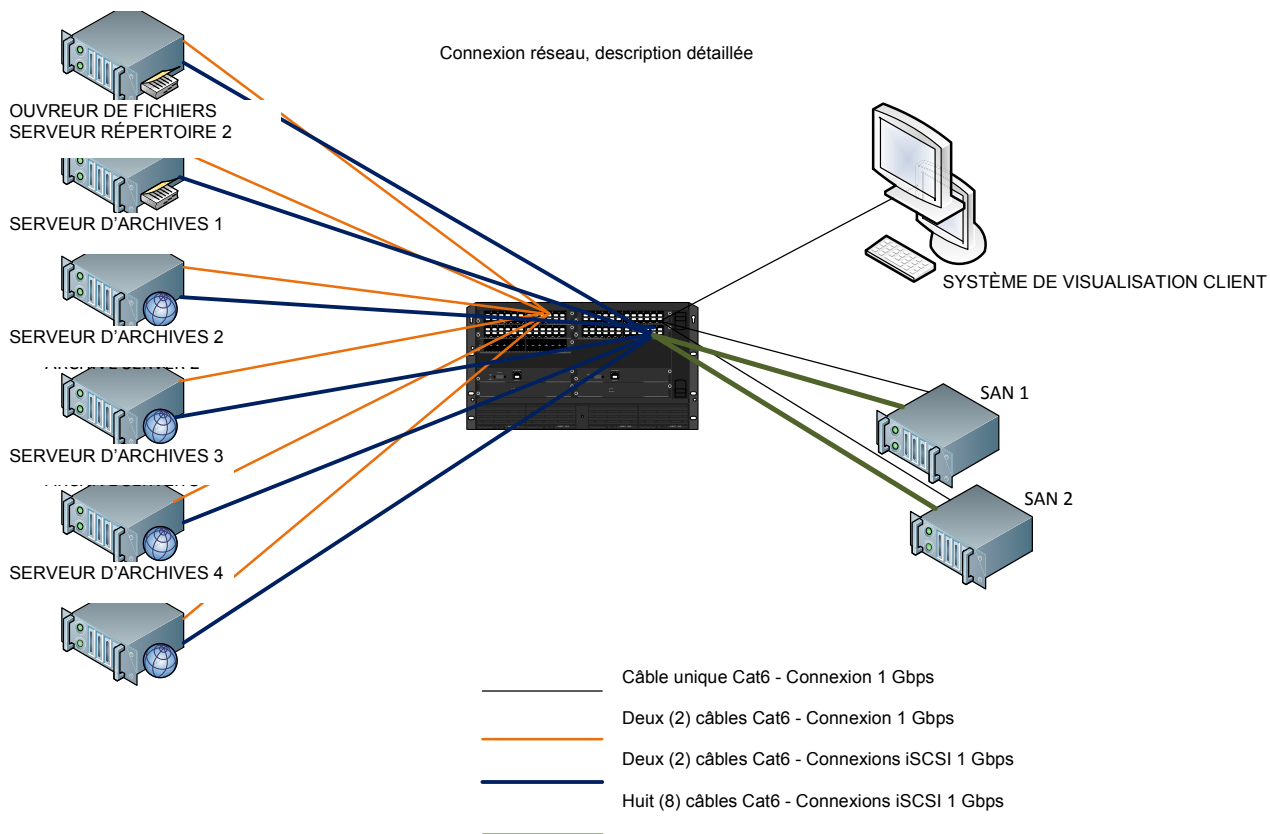 Connexion réseau, description détaillée
OUVREUR DE FICHIERS
SERVEUR RÉPERTOIRE 2
SERVEUR D’ARCHIVES 1
SERVEUR D’ARCHIVES 2
SERVEUR D’ARCHIVES 3
SERVEUR D’ARCHIVES 4
SYSTÈME DE VISUALISATION CLIENT
SAN 1
SAN 2
Câble unique Cat6 - Connexion 1 Gbps
Deux (2) câbles Cat6 - Connexion 1 Gbps
Deux (2) câbles Cat6 - Connexions iSCSI 1 Gbps
Huit (8) câbles Cat6 - Connexions iSCSI 1 Gbps